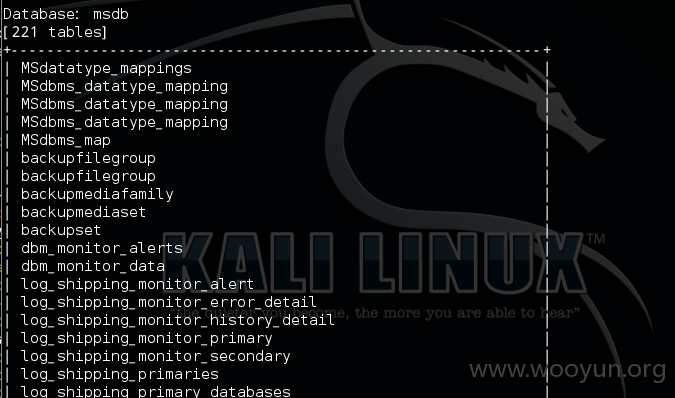 Database: msdb
[221 tables]
+------------------------------------------------------------+
| MSdatatype_mappings |
| MSdbms_datatype_mapping |
| MSdbms_datatype_mapping |
| MSdbms_datatype_mapping |
| MSdbms_map |
| backupfilegroup |
| backupfilegroup |
| backupmediafamily |
| backupmediaset |
| backupset |
| dbm_monitor_alerts |
| dbm_monitor_data |
| log_shipping_monitor_alert |
| log_shipping_monitor_error_detail |
| log_shipping_monitor_history_detail |
| log_shipping_monitor_primary |
| log_shipping_monitor_secondary |
| log_shipping_primaries |
| log_shipping_primary_databases |
KALI LINUX™
"the quieter you become, the more you are able to hear"
www.wooyun.org